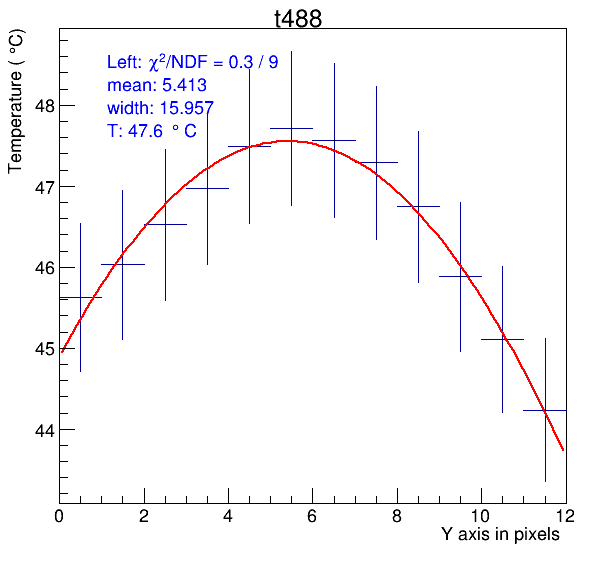 t488
Temperature ( °C)
Left: χ²/NDF = 0.3 / 9
mean: 5.413
width: 15.957
T: 47.6 ° C
48
47
46
45
44
0 2 4 6 8 10 12
Y axis in pixels